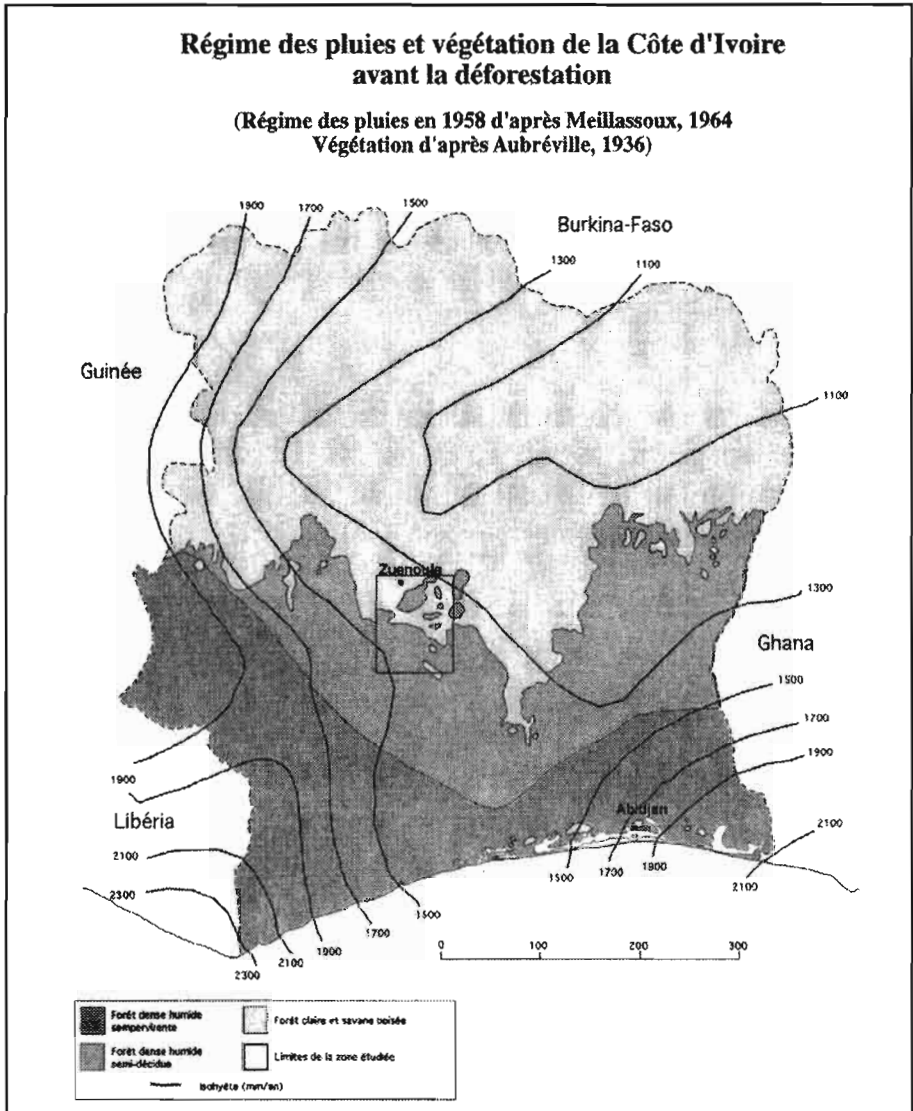 Régime des pluies et végétation de la Côte d'Ivoire
avant la déforestation
(Régime des pluies en 1958 d'après Meillassoux, 1964
Végétation d'après Aubréville, 1936)
1900
1700
1500
Burkina-Faso
1300
1100
Guinée
1100
Zuenoula
1300
Ghana
1500
1700
1900
1900
Abidjan
Libéria
2100
2100
1500
1700
1900
2100
2300
1500
1700
1900
2100
2300
0 100 200 300
Forêt dense humide
sempervirente
Forêt claire et savane boisée
Forêt dense humide
semi-décidue
Limites de la zone étudiée
Isohyète (mm/an)